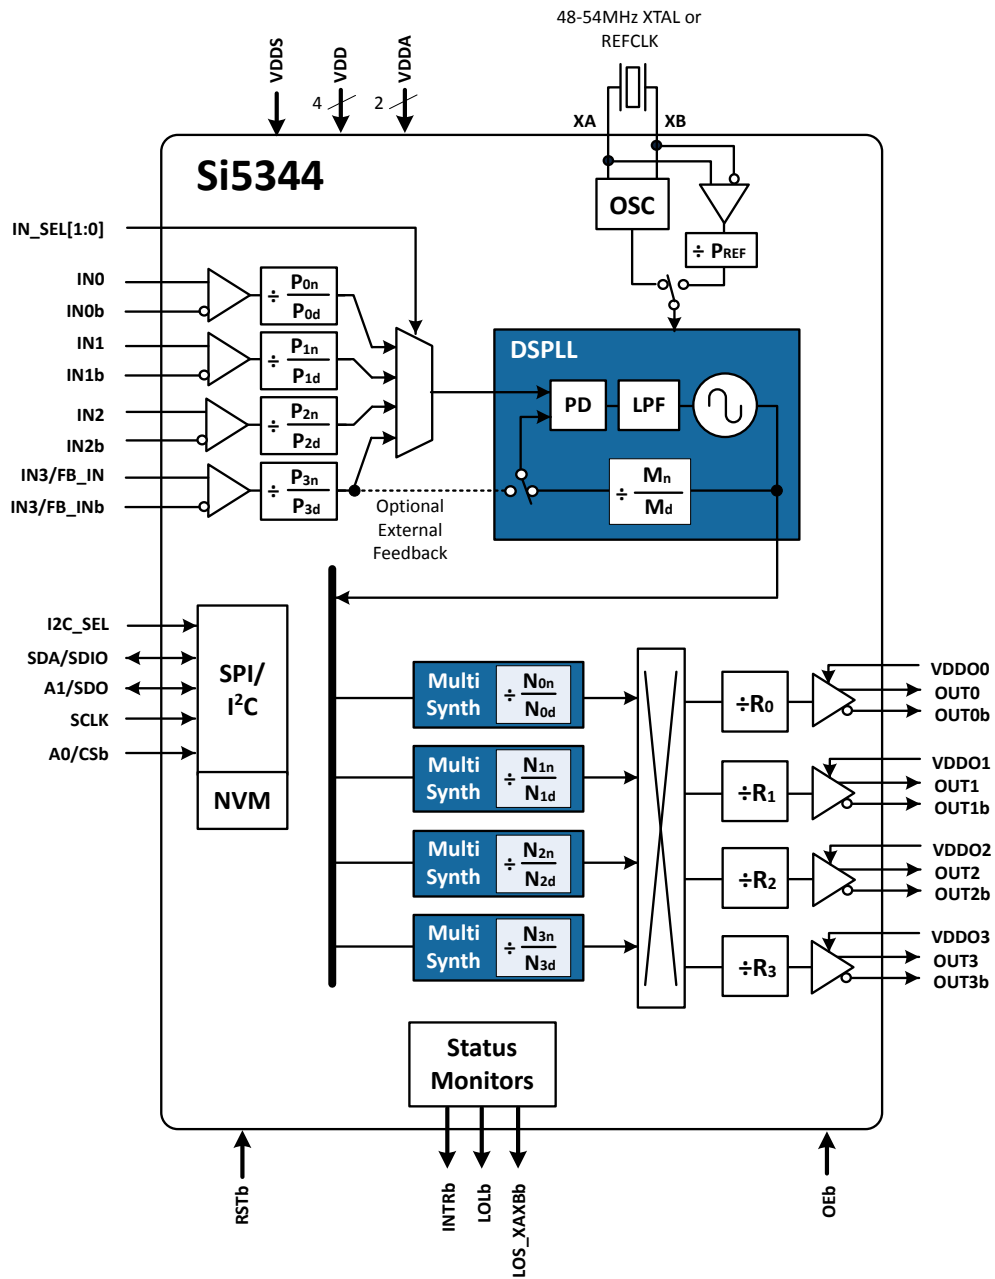 48-54MHz XTAL or
REFCLK
VDDS
VDD
VDDA
4
2
XA
XB
Si5344
OSC
÷ PREF
IN_SEL[1:0]
IN0
IN0b
÷ P0n
P0d
IN1
IN1b
÷ P1n
P1d
IN2
IN2b
÷ P2n
P2d
IN3/FB_IN
IN3/FB_INb
÷ P3n
P3d
DSPLL
PD
LPF
÷ Mn
Md
Optional
External
Feedback
I2C_SEL
SDA/SDIO
A1/SDO
SCLK
A0/CSb
SPI/
I²C
NVM
Multi
Synth
÷ N0n
N0d
Multi
Synth
÷ N1n
N1d
Multi
Synth
÷ N2n
N2d
Multi
Synth
÷ N3n
N3d
÷R0
VDDO0
OUT0
OUT0b
÷R1
VDDO1
OUT1
OUT1b
÷R2
VDDO2
OUT2
OUT2b
÷R3
VDDO3
OUT3
OUT3b
Status
Monitors
RSTb
INTRb
LOLb
LOS_XAXBb
OEb